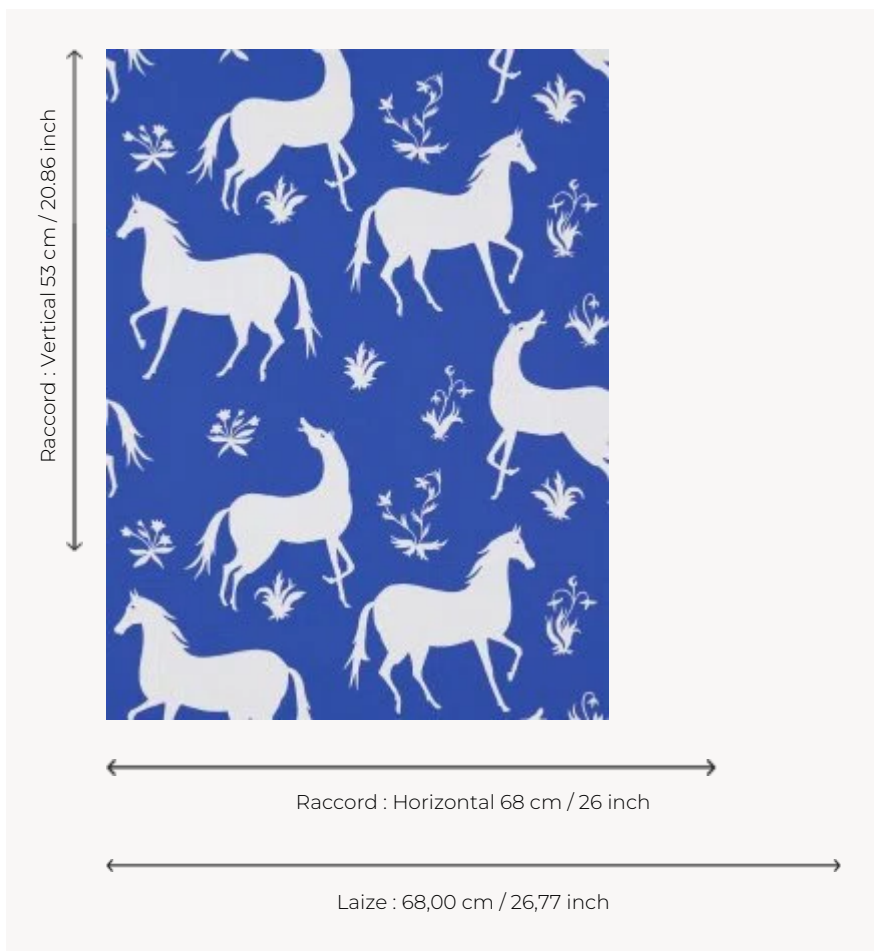 Raccord : Vertical 53 cm / 20.86 inch
Raccord : Horizontal 68 cm / 26 inch
Laize : 68,00 cm / 26,77 inch